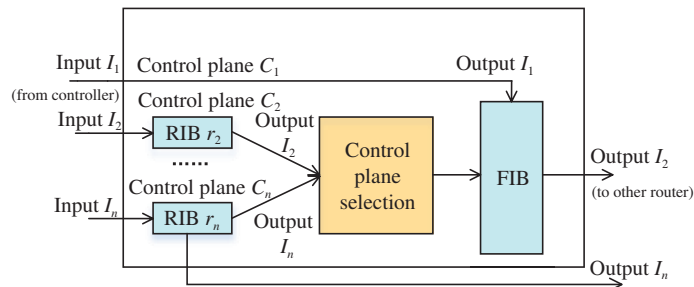 Input I₁
Control plane C₁
Output I₁
(from controller)
Control plane C₂
Input I₂
RIB r₂
Output
I₂
......
Control
plane
selection
FIB
Output I₂
(to other router)
Control plane Cₙ
Input Iₙ
RIB rₙ
Output
Iₙ
Output Iₙ